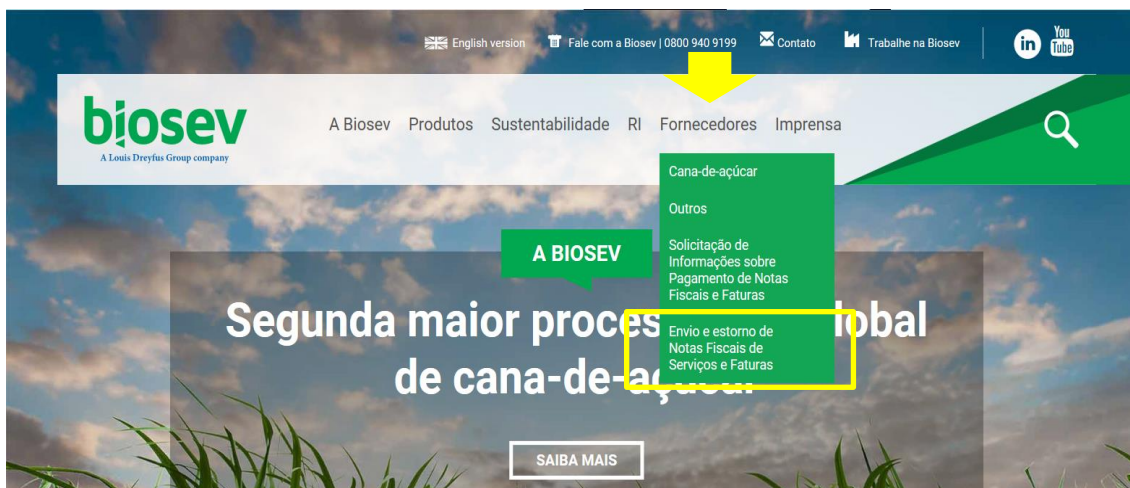 English version
Fale com a Biosev | 0800 940 9199
Contato
Trabalhe na Biosev
in
You
Tube
biosev
A Louis Dreyfus Group company
A Biosev
Produtos
Sustentabilidade
RI
Fornecedores
Imprensa
Cana-de-açúcar
Outros
Solicitação de
Informações sobre
Pagamento de Notas
Fiscais e Faturas
Envio e estorno de
Notas Fiscais de
Serviços e Faturas
A BIOSEV
Segunda maior
de cana-de-
SAIBA MAIS